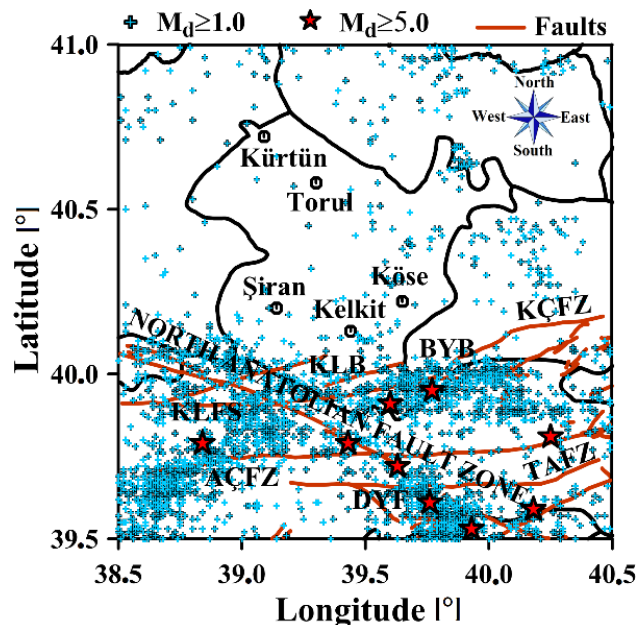 M_d≥1.0 M_d≥5.0 Faults
41.0
40.5
40.0
39.5
Latitude |°|
North
West East
South
Kürtün
Torul
Şiran
Köse
Kelkit
KÇFZ
BYB
KLB
NORTH ANATOLIAN FAULT ZONE
KLFS
AÇFZ
TAFZ
DYF
38.5 39.0 39.5 40.0 40.5
Longitude |°|